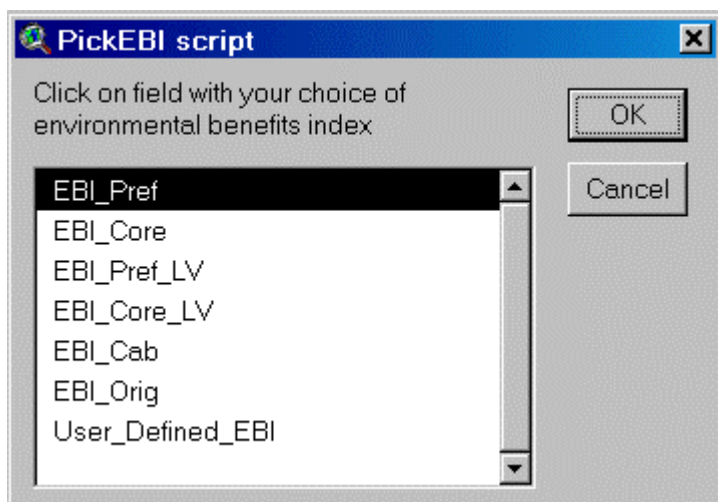 PickEBI script
Click on field with your choice of
environmental benefits index
OK
Cancel
EBI_Pref
EBI_Core
EBI_Pref_LV
EBI_Core_LV
EBI_Cab
EBI_Orig
User_Defined_EBI